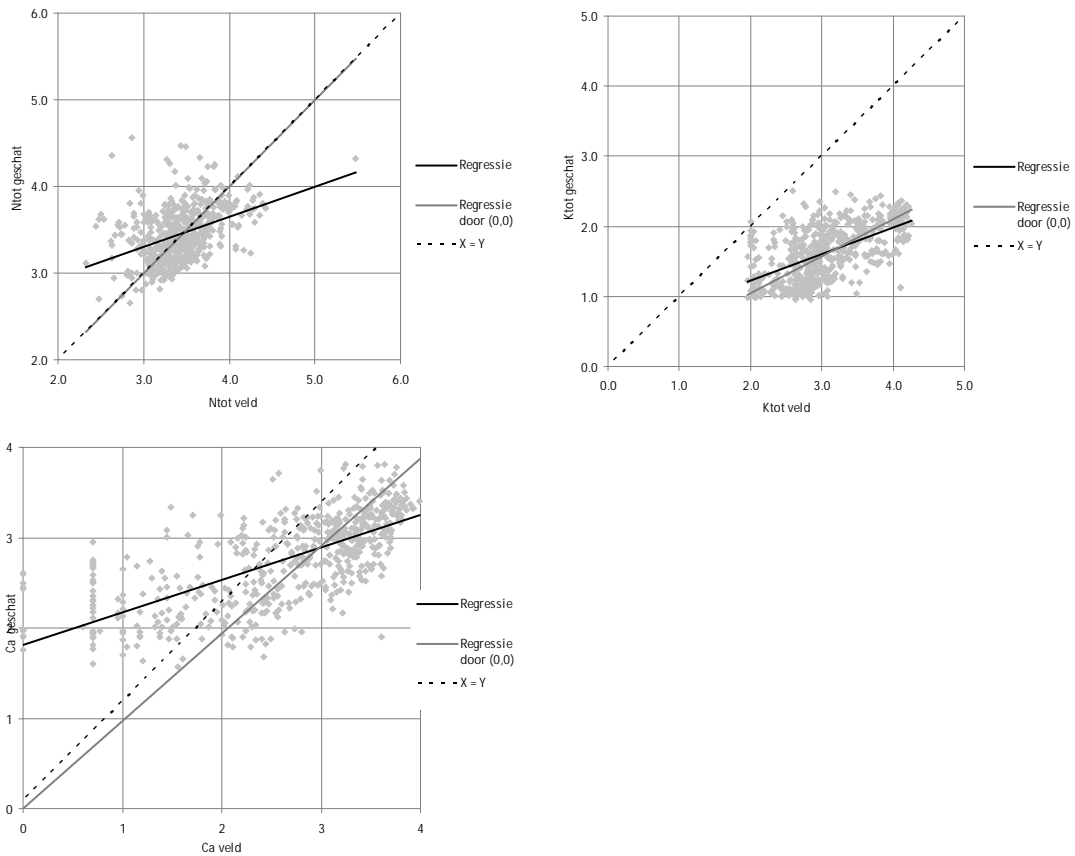 6.0
5.0
4.0
3.0
2.0
2.0 3.0 4.0 5.0 6.0
Ntot geschat
Ntot veld
Regressie
Regressie
door (0,0)
X = Y
5.0
4.0
3.0
2.0
1.0
0.0
0.0 1.0 2.0 3.0 4.0 5.0
Ktot geschat
Ktot veld
Regressie
Regressie
door (0,0)
X = Y
4
3
2
1
0
0 1 2 3 4
Ca geschat
Ca veld
Regressie
Regressie
door (0,0)
X = Y